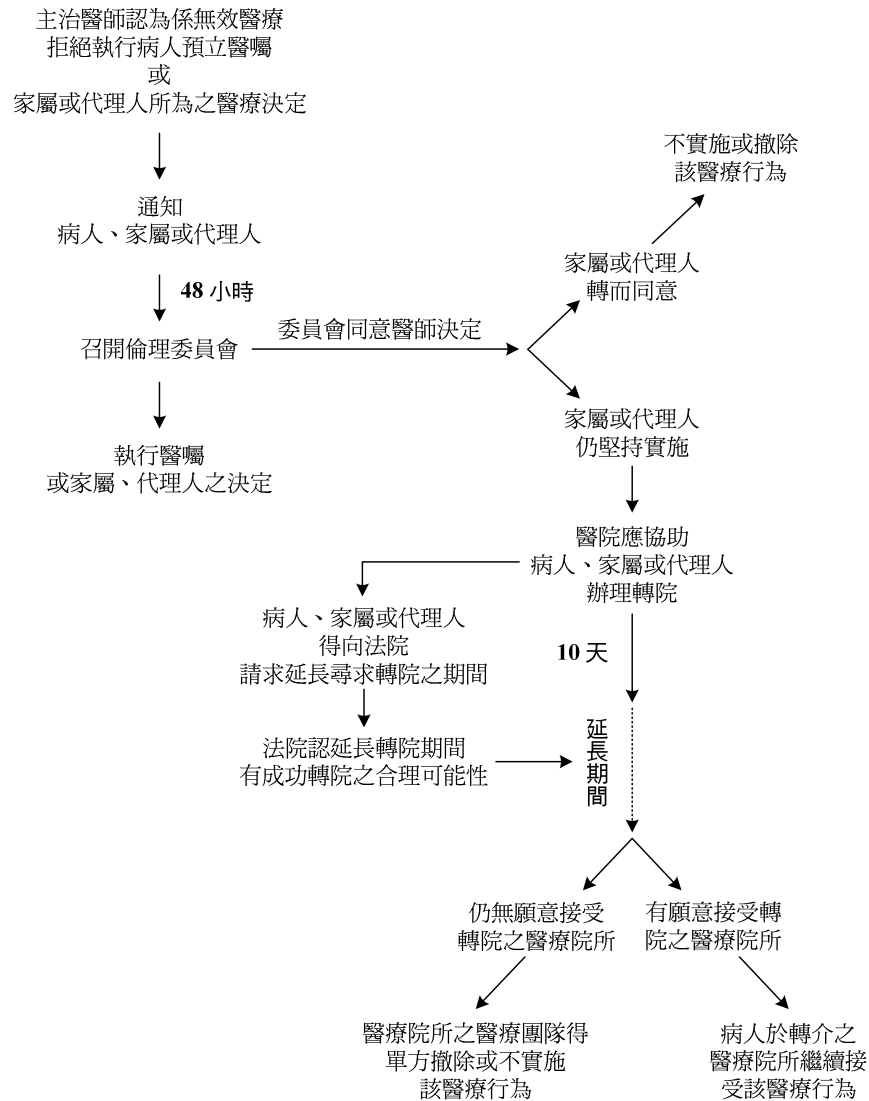 主治醫師認為係無效醫療
拒絕執行病人預立醫囑
或
家屬或代理人所為之醫療決定
通知
病人、家屬或代理人
48 小時
召開倫理委員會
委員會同意醫師決定
執行醫囑
或家屬、代理人之決定
不實施或撤除
該醫療行為
家屬或代理人
轉而同意
家屬或代理人
仍堅持實施
醫院應協助
病人、家屬或代理人
辦理轉院
病人、家屬或代理人
得向法院
請求延長尋求轉院之期間
10 天
法院認延長轉院期間
有成功轉院之合理可能性
延長期間
仍無願意接受
轉院之醫療院所
有願意接受轉
院之醫療院所
醫療院所之醫療團隊得
單方撤除或不實施
該醫療行為
病人於轉介之
醫療院所繼續接
受該醫療行為